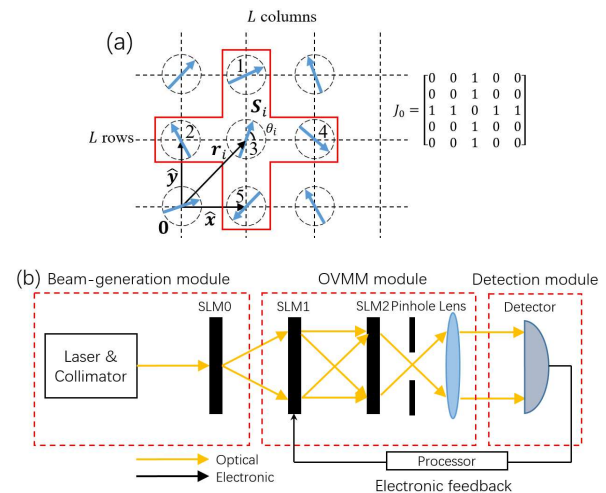 L columns
(a)
1
S_i
L rows
2
r_i
θ_i
3
4
ŷ
5
0
x̂
J_0 =
0 0 1 0 0
0 0 1 0 0
1 1 0 1 1
0 0 1 0 0
0 0 1 0 0
(b)
Beam-generation module
OVMM module
Detection module
SLM0
SLM1
SLM2
Pinhole
Lens
Detector
Laser &
Collimator
Optical
Electronic
Processor
Electronic feedback